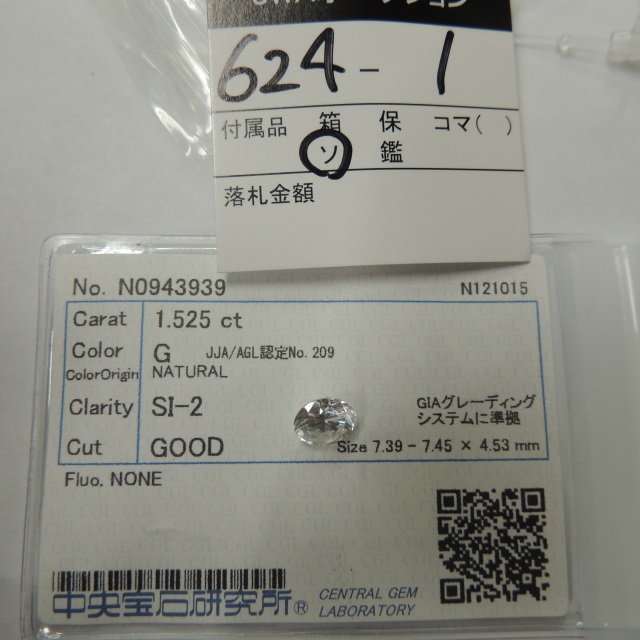 624-1
付属品 箱 保 コマ( )
ソ 鑑
落札金額
No. N0943939 N121015
Carat 1.525 ct
Color G JJA/AGL認定No. 209
ColorOrigin NATURAL
Clarity SI-2 GIAグレーディング
システムに準拠
Cut GOOD Size 7.39 - 7.45 × 4.53 mm
Fluo. NONE
中央宝石研究所® CENTRAL GEM
LABORATORY